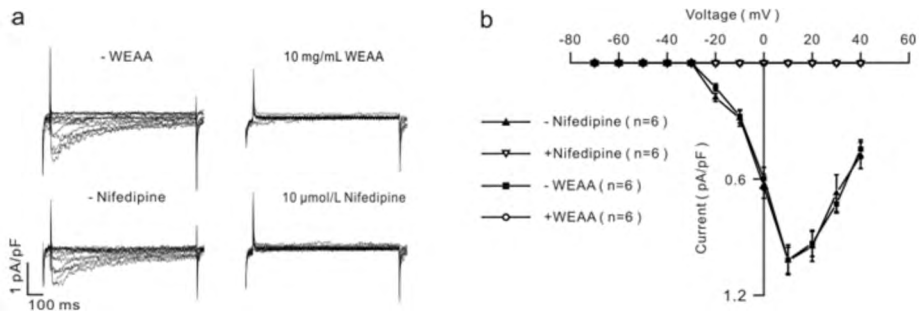 a
- WEAA
10 mg/mL WEAA
- Nifedipine
10 μmol/L Nifedipine
1 pA/pF
100 ms
b
Voltage ( mV )
-80 -60 -40 -20 0 20 40 60
- Nifedipine ( n=6 )
+Nifedipine ( n=6 )
- WEAA ( n=6 )
+WEAA ( n=6 )
Current ( pA/pF )
0.6
1.2